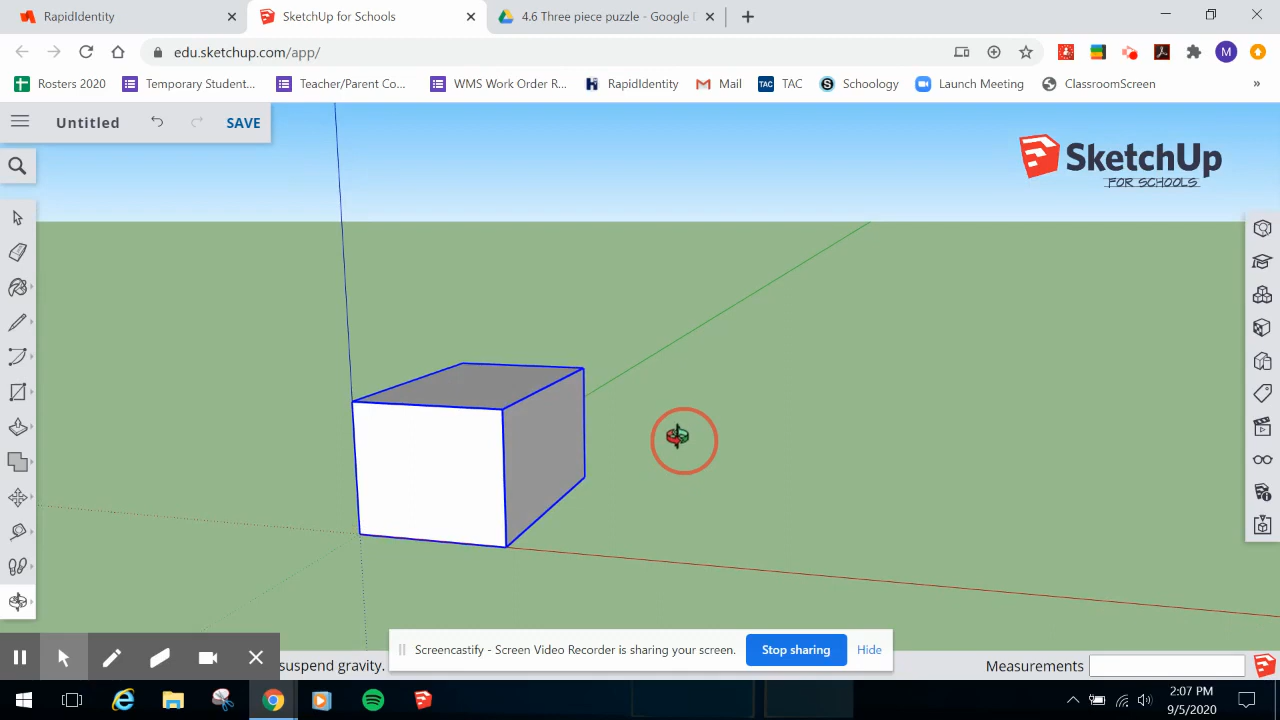 RapidIdentity
SketchUp for Schools
4.6 Three piece puzzle - Google
edu.sketchup.com/app/
M
Rosters 2020
Temporary Student...
Teacher/Parent Co...
WMS Work Order R...
RapidIdentity
Mail
TAC TAC
Schoology
Launch Meeting
ClassroomScreen
»
Untitled
SAVE
SketchUp
FOR SCHOOLS
Screencastify - Screen Video Recorder is sharing your screen.
Stop sharing
Hide
suspend gravity.
Measurements
2:07 PM
9/5/2020